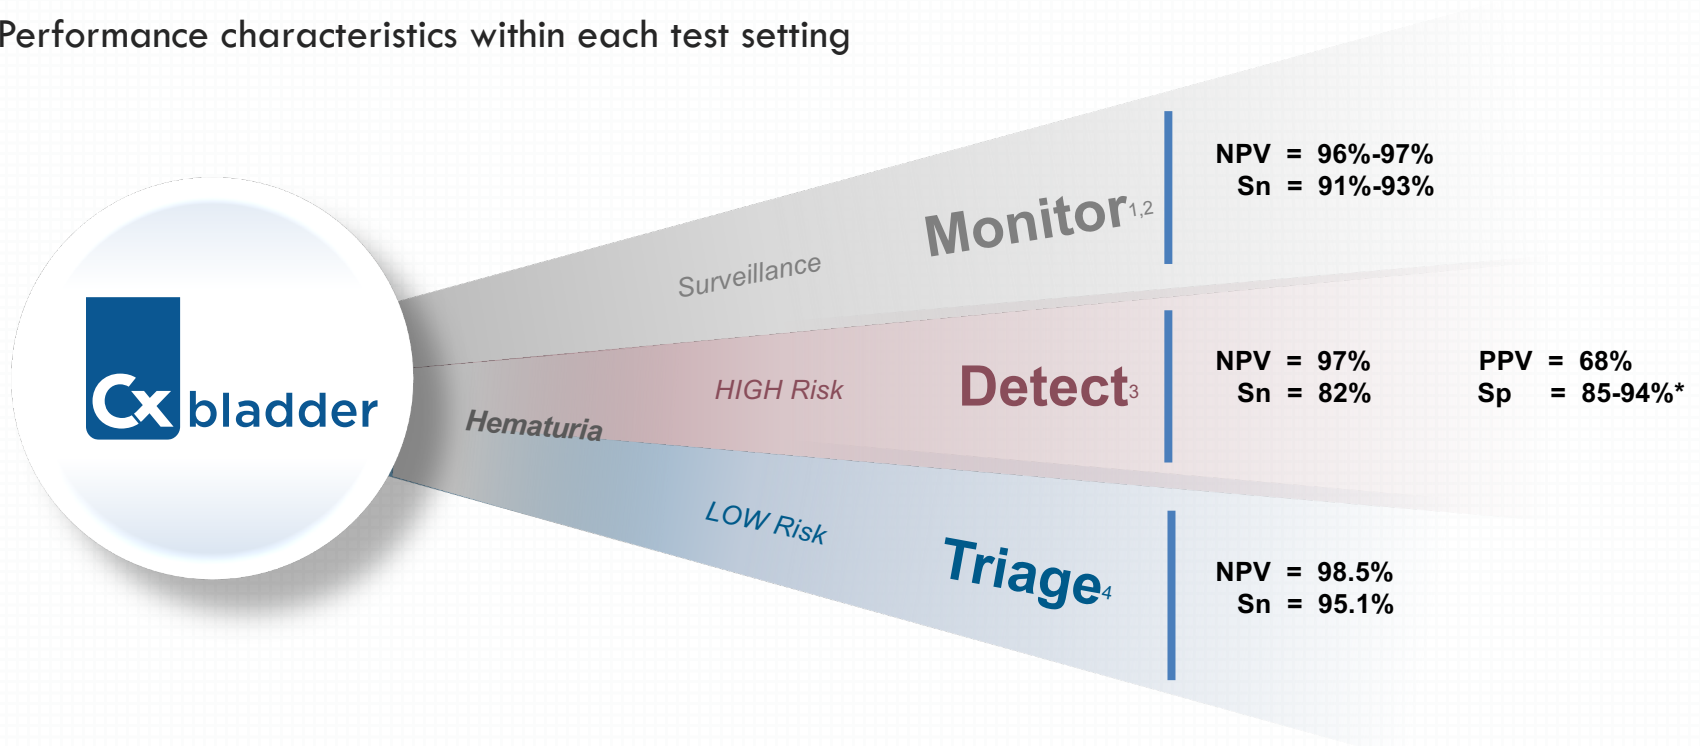 Performance characteristics within each test setting
Cx bladder
Surveillance
Monitor1,2
NPV = 96%-97%
Sn = 91%-93%
Hematuria
HIGH Risk
Detect3
NPV = 97%
Sn = 82%
PPV = 68%
Sp = 85-94%*
LOW Risk
Triage4
NPV = 98.5%
Sn = 95.1%